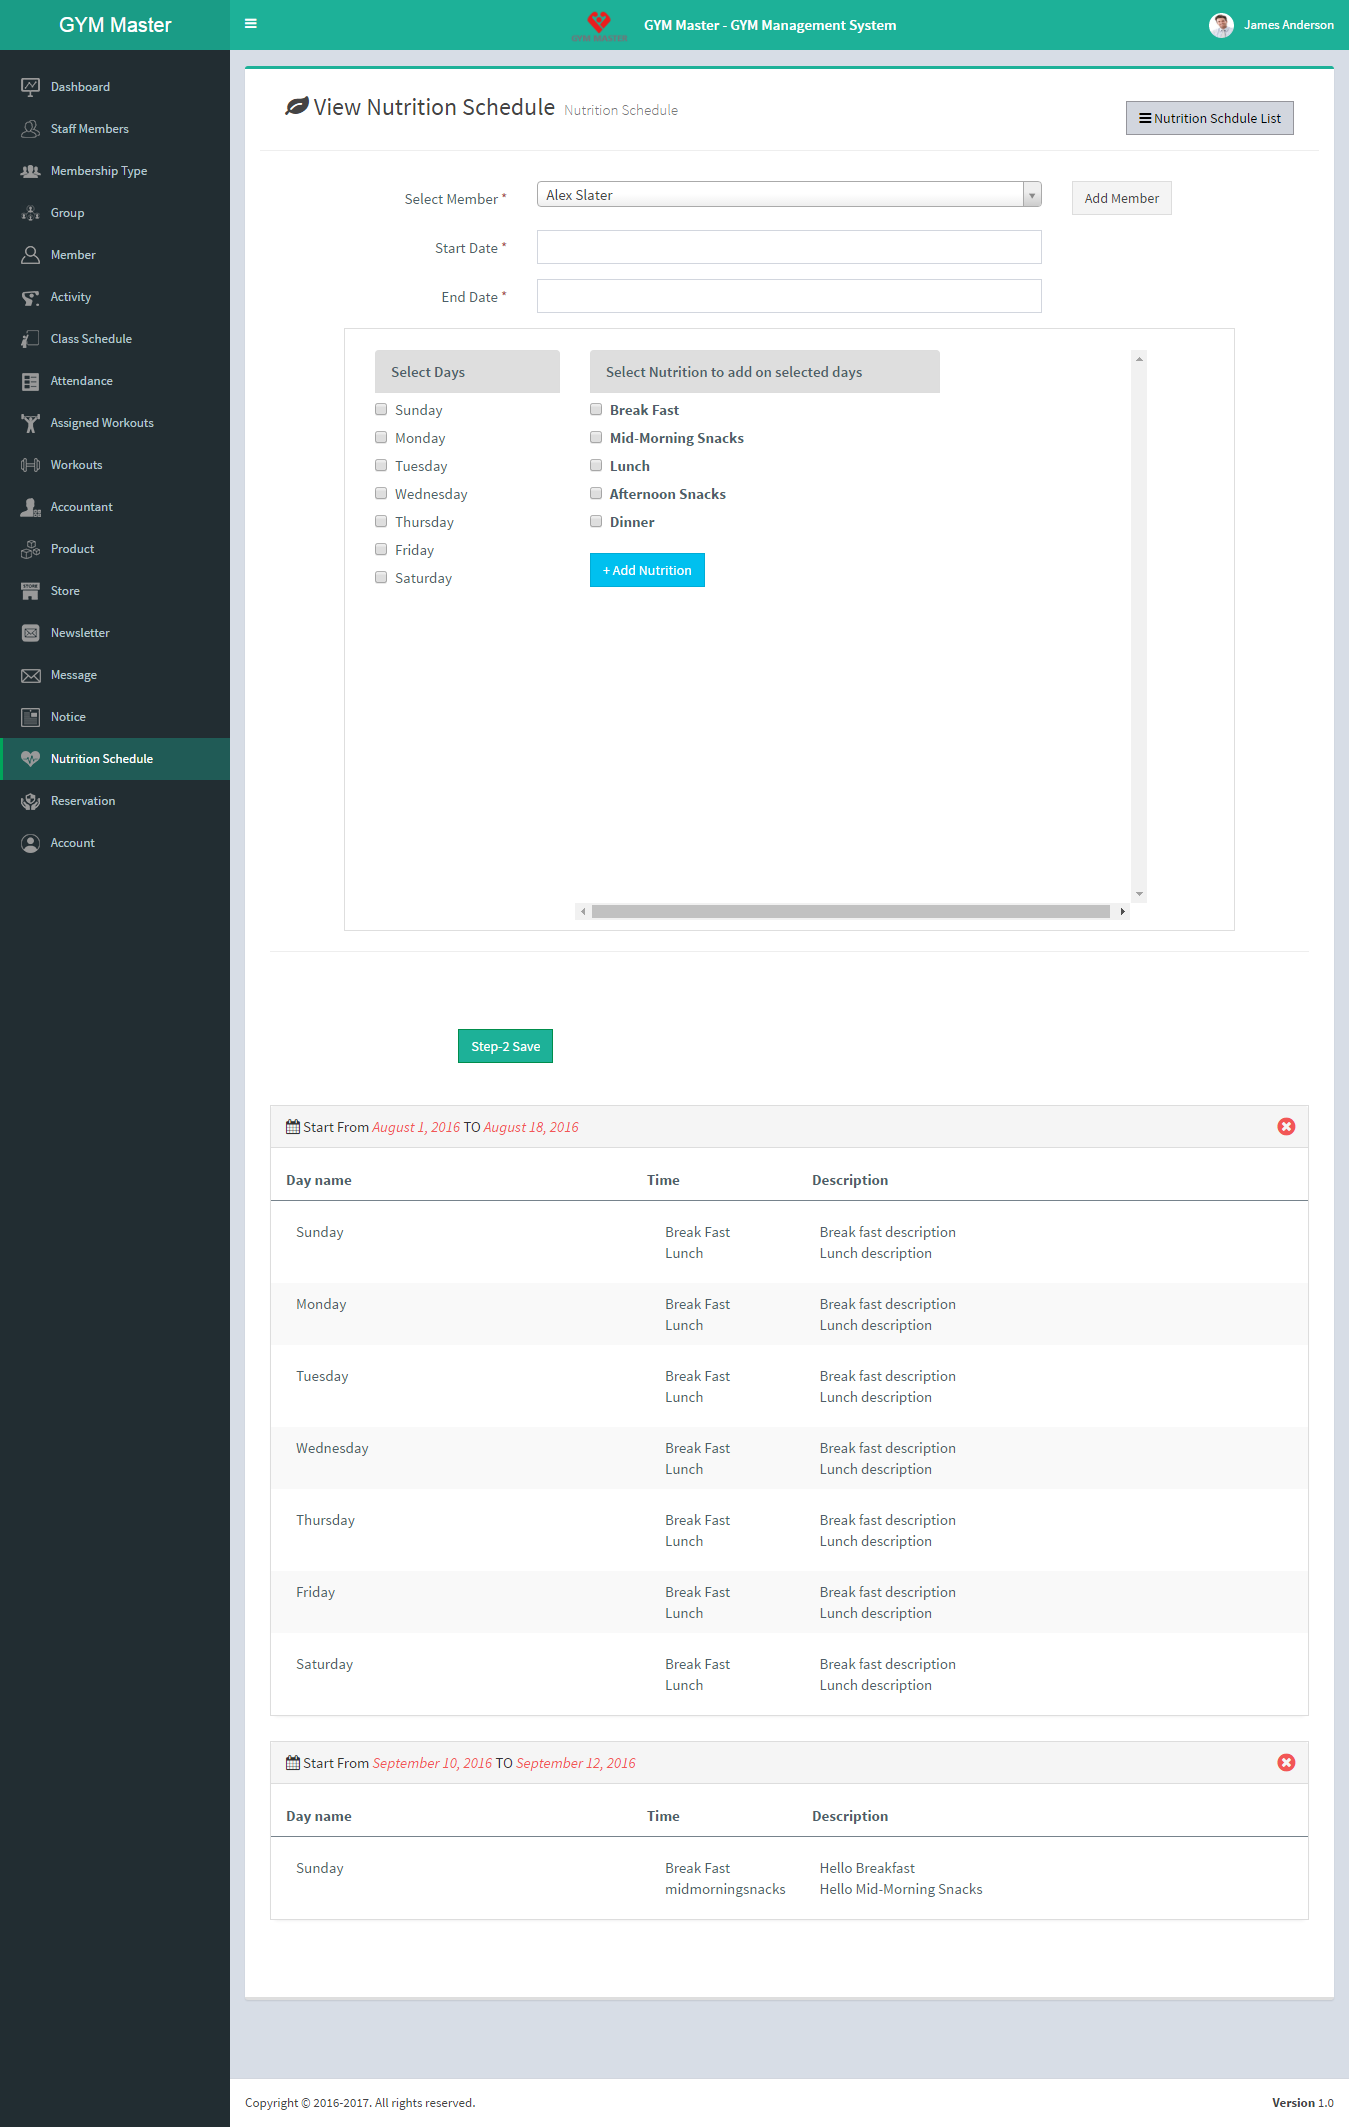 GYM Master
GYM MASTER
GYM Master - GYM Management System
James Anderson
Dashboard
Staff Members
Membership Type
Group
Member
Activity
Class Schedule
Attendance
Assigned Workouts
Workouts
Accountant
Product
STORE
Store
Newsletter
Message
Notice
Nutrition Schedule
Reservation
Account
View Nutrition Schedule Nutrition Schedule
Nutrition Schdule List
Select Member *
Alex Slater
Add Member
Start Date *
End Date *
Select Days
Sunday
Monday
Tuesday
Wednesday
Thursday
Friday
Saturday
Select Nutrition to add on selected days
Break Fast
Mid-Morning Snacks
Lunch
Afternoon Snacks
Dinner
+ Add Nutrition
Step-2 Save
Start From August 1, 2016 TO August 18, 2016
Day name Time Description
Sunday Break Fast Break fast description
Lunch Lunch description
Monday Break Fast Break fast description
Lunch Lunch description
Tuesday Break Fast Break fast description
Lunch Lunch description
Wednesday Break Fast Break fast description
Lunch Lunch description
Thursday Break Fast Break fast description
Lunch Lunch description
Friday Break Fast Break fast description
Lunch Lunch description
Saturday Break Fast Break fast description
Lunch Lunch description
Start From September 10, 2016 TO September 12, 2016
Day name Time Description
Sunday Break Fast Hello Breakfast
midmorningsnacks Hello Mid-Morning Snacks
Copyright © 2016-2017. All rights reserved.
Version 1.0